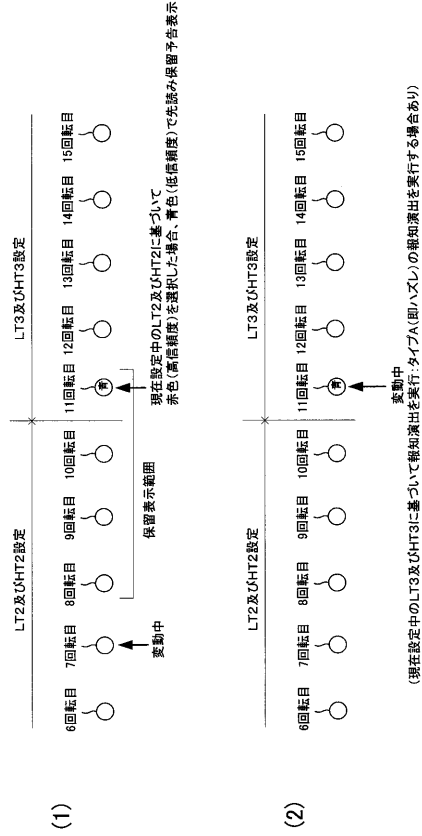 (1)
LT2及びHT2設定
LT3及びHT3設定
6回転目
7回転目
8回転目
9回転目
10回転目
11回転目
12回転目
13回転目
14回転目
15回転目
青
変動中
保留表示範囲
現在設定中のLT2及びHT2に基づいて
赤色(高信頼度)を選択した場合、青色(低信頼度)で先読み保留予告表示
(2)
LT2及びHT2設定
LT3及びHT3設定
6回転目
7回転目
8回転目
9回転目
10回転目
11回転目
12回転目
13回転目
14回転目
15回転目
青
変動中
(現在設定中のLT3及びHT3に基づいて報知演出を実行:タイプA(即ハズレ)の報知演出を実行する場合あり)